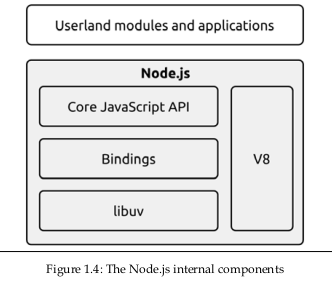 Userland modules and applications
Node.js
Core JavaScript API
Bindings
V8
libuv
Figure 1.4: The Node.js internal components